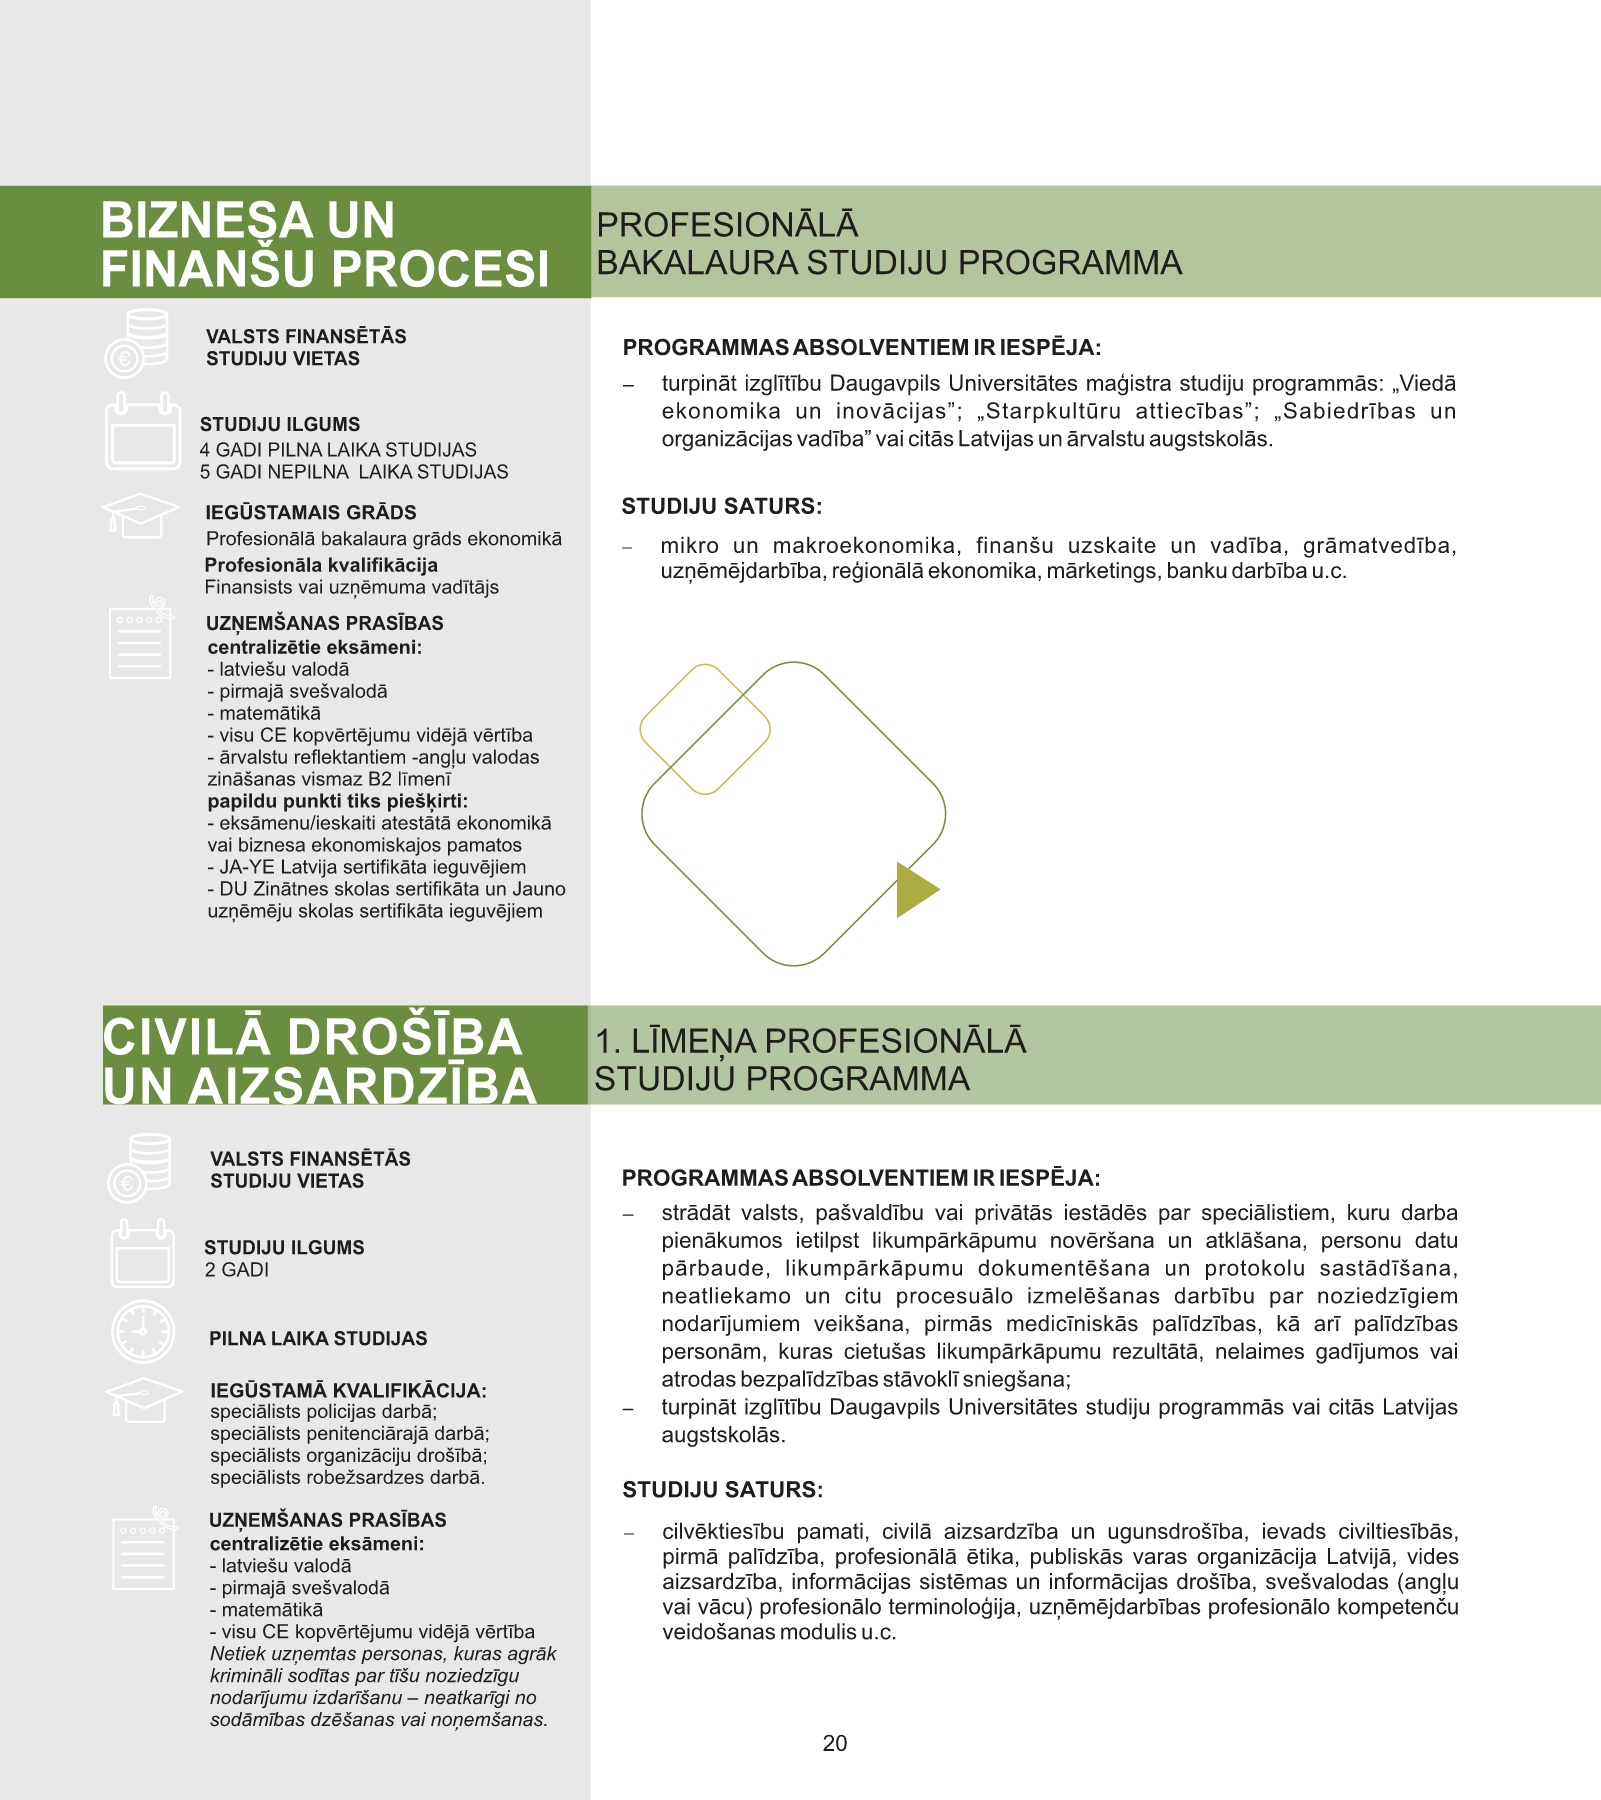 BIZNESA UN
FINANŠU PROCESI
PROFESIONĀLĀ
BAKALAURA STUDIJU PROGRAMMA
VALSTS FINANSĒTĀS
STUDIJU VIETAS
STUDIJU ILGUMS
4 GADI PILNA LAIKA STUDIJAS
5 GADI NEPILNA LAIKA STUDIJAS
IEGŪSTAMAIS GRĀDS
Profesionālā bakalaura grāds ekonomikā
Profesionāla kvalifikācija
Finansists vai uzņēmuma vadītājs
UZŅEMŠANAS PRASĪBAS
centralizētie eksāmeni:
- latviešu valodā
- pirmajā svešvalodā
- matemātikā
- visu CE kopvērtējumu vidējā vērtība
- ārvalstu reflektantiem -angļu valodas
zināšanas vismaz B2 līmenī
papildu punkti tiks piešķirti:
- eksāmenu/ieskaiti atestātā ekonomikā
vai biznesa ekonomiskajos pamatos
- JA-YE Latvija sertifikāta ieguvējiem
- DU Zinātnes skolas sertifikāta un Jauno
uzņēmēju skolas sertifikāta ieguvējiem
PROGRAMMAS ABSOLVENTIEM IR IESPĒJA:
– turpināt izglītību Daugavpils Universitātes maģistra studiju programmās: „Viedā
ekonomika un inovācijas”; „Starpkultūru attiecības”; „Sabiedrības un
organizācijas vadība” vai citās Latvijas un ārvalstu augstskolās.
STUDIJU SATURS:
– mikro un makroekonomika, finanšu uzskaite un vadība, grāmatvedība,
uzņēmējdarbība, reģionālā ekonomika, mārketings, banku darbība u.c.
CIVILĀ DROŠĪBA
UN AIZSARDZĪBA
1. LĪMEŅA PROFESIONĀLĀ
STUDIJU PROGRAMMA
VALSTS FINANSĒTĀS
STUDIJU VIETAS
STUDIJU ILGUMS
2 GADI
PILNA LAIKA STUDIJAS
IEGŪSTAMĀ KVALIFIKĀCIJA:
speciālists policijas darbā;
speciālists penitenciārajā darbā;
speciālists organizāciju drošībā;
speciālists robežsardzes darbā.
UZŅEMŠANAS PRASĪBAS
centralizētie eksāmeni:
- latviešu valodā
- pirmajā svešvalodā
- matemātikā
- visu CE kopvērtējumu vidējā vērtība
Netiek uzņemtas personas, kuras agrāk
krimināli sodītas par tīšu noziedzīgu
nodarījumu izdarīšanu – neatkarīgi no
sodāmības dzēšanas vai noņemšanas.
PROGRAMMAS ABSOLVENTIEM IR IESPĒJA:
– strādāt valsts, pašvaldību vai privātās iestādēs par speciālistiem, kuru darba
pienākumos ietilpst likumpārkāpumu novēršana un atklāšana, personu datu
pārbaude, likumpārkāpumu dokumentēšana un protokolu sastādīšana,
neatliekamo un citu procesuālo izmelēšanas darbību par noziedzīgiem
nodarījumiem veikšana, pirmās medicīniskās palīdzības, kā arī palīdzības
personām, kuras cietušas likumpārkāpumu rezultātā, nelaimes gadījumos vai
atrodas bezpalīdzības stāvoklī sniegšana;
– turpināt izglītību Daugavpils Universitātes studiju programmās vai citās Latvijas
augstskolās.
STUDIJU SATURS:
– cilvēktiesību pamati, civilā aizsardzība un ugunsdrošība, ievads civiltiesībās,
pirmā palīdzība, profesionālā ētika, publiskās varas organizācija Latvijā, vides
aizsardzība, informācijas sistēmas un informācijas drošība, svešvalodas (angļu
vai vācu) profesionālo terminoloģija, uzņēmējdarbības profesionālo kompetenču
veidošanas modulis u.c.
20